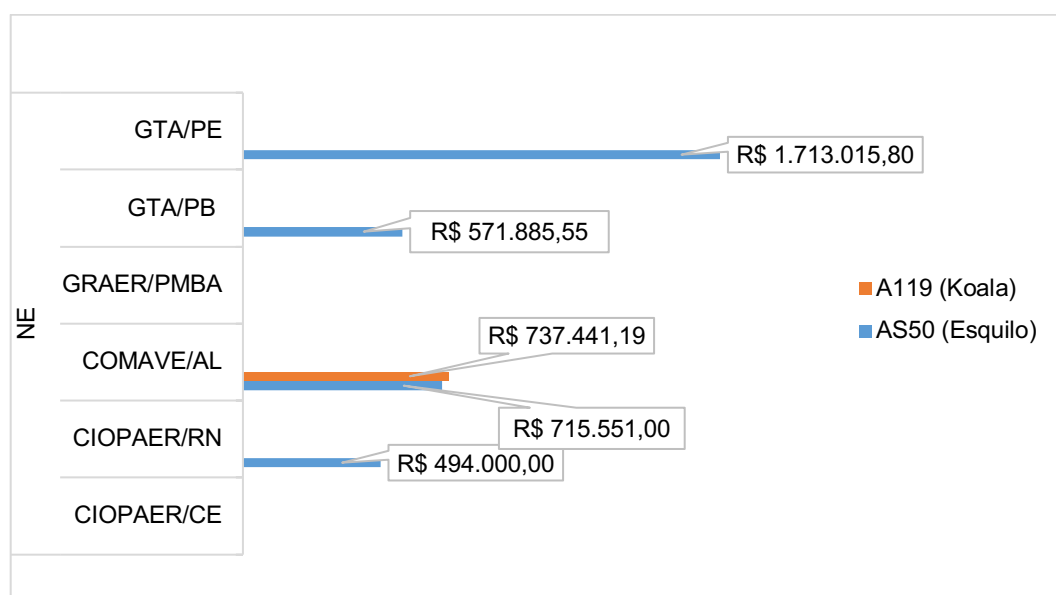 NE
GTA/PE
R$ 1.713.015,80
GTA/PB
R$ 571.885,55
GRAER/PMBA
COMAVE/AL
R$ 737.441,19
R$ 715.551,00
CIOPAER/RN
R$ 494.000,00
CIOPAER/CE
A119 (Koala)
AS50 (Esquilo)